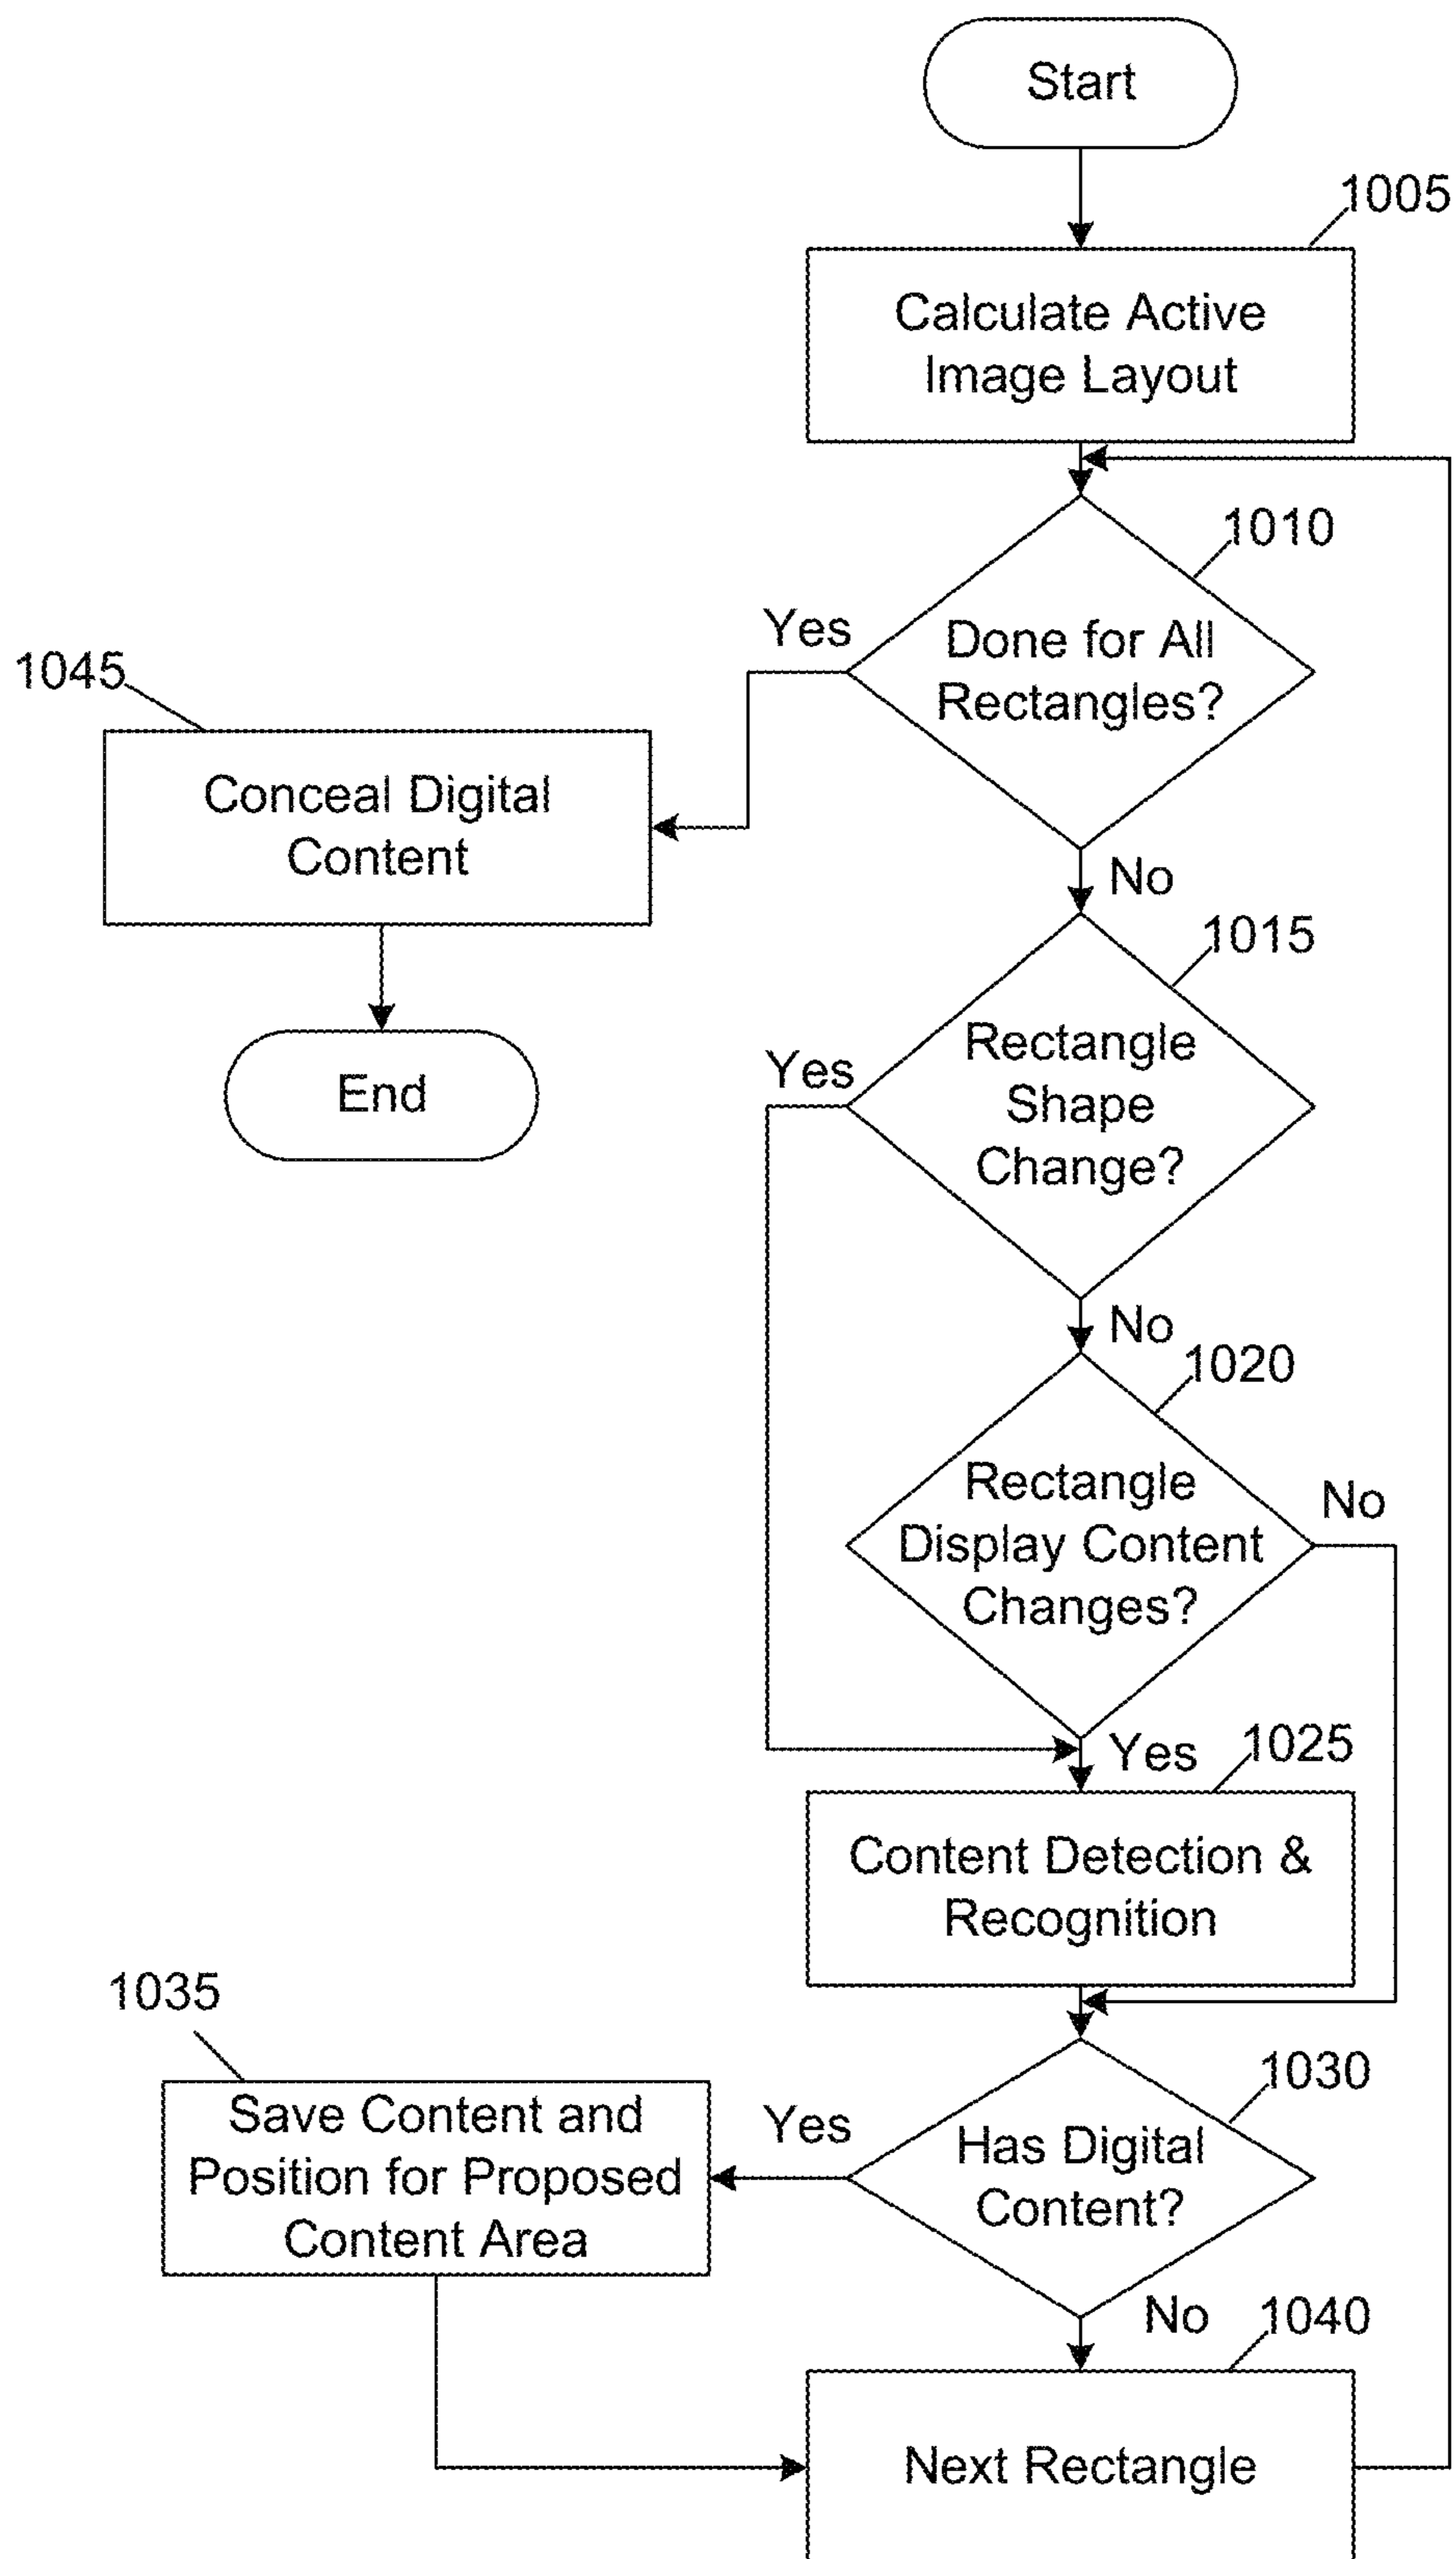 Start
1005
Calculate Active
Image Layout
1010
Yes
Done for All
Rectangles?
1045
Conceal Digital
Content
No
1015
End
Yes
Rectangle
Shape
Change?
No
1020
Rectangle
Display Content
Changes?
No
Yes
1025
Content Detection &
Recognition
1035
1030
Save Content and
Position for Proposed
Content Area
Yes
Has Digital
Content?
No
1040
Next Rectangle